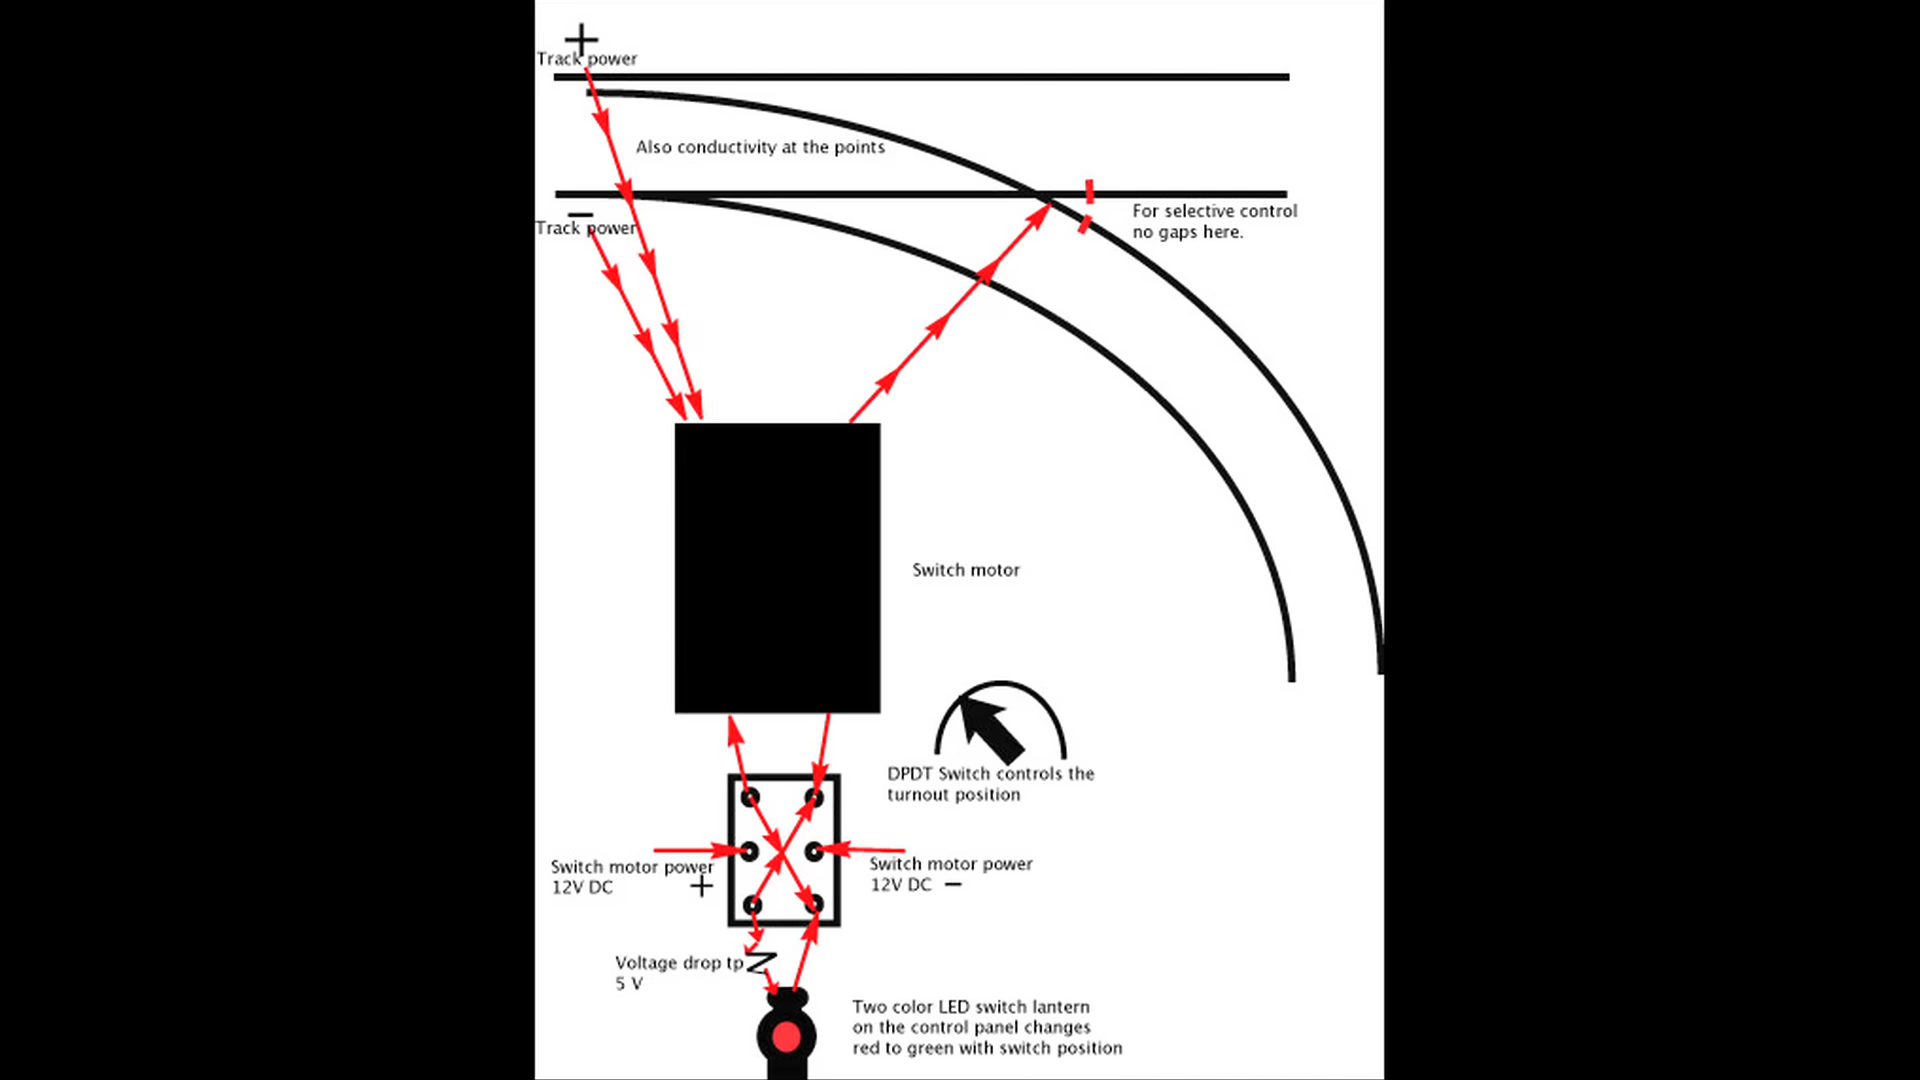 +
Track power
Also conductivity at the points
−
Track power
For selective control
no gaps here.
Switch motor
DPDT Switch controls the
turnout position
Switch motor power
12V DC +
Switch motor power
12V DC −
Voltage drop tp
5 V
Two color LED switch lantern
on the control panel changes
red to green with switch position